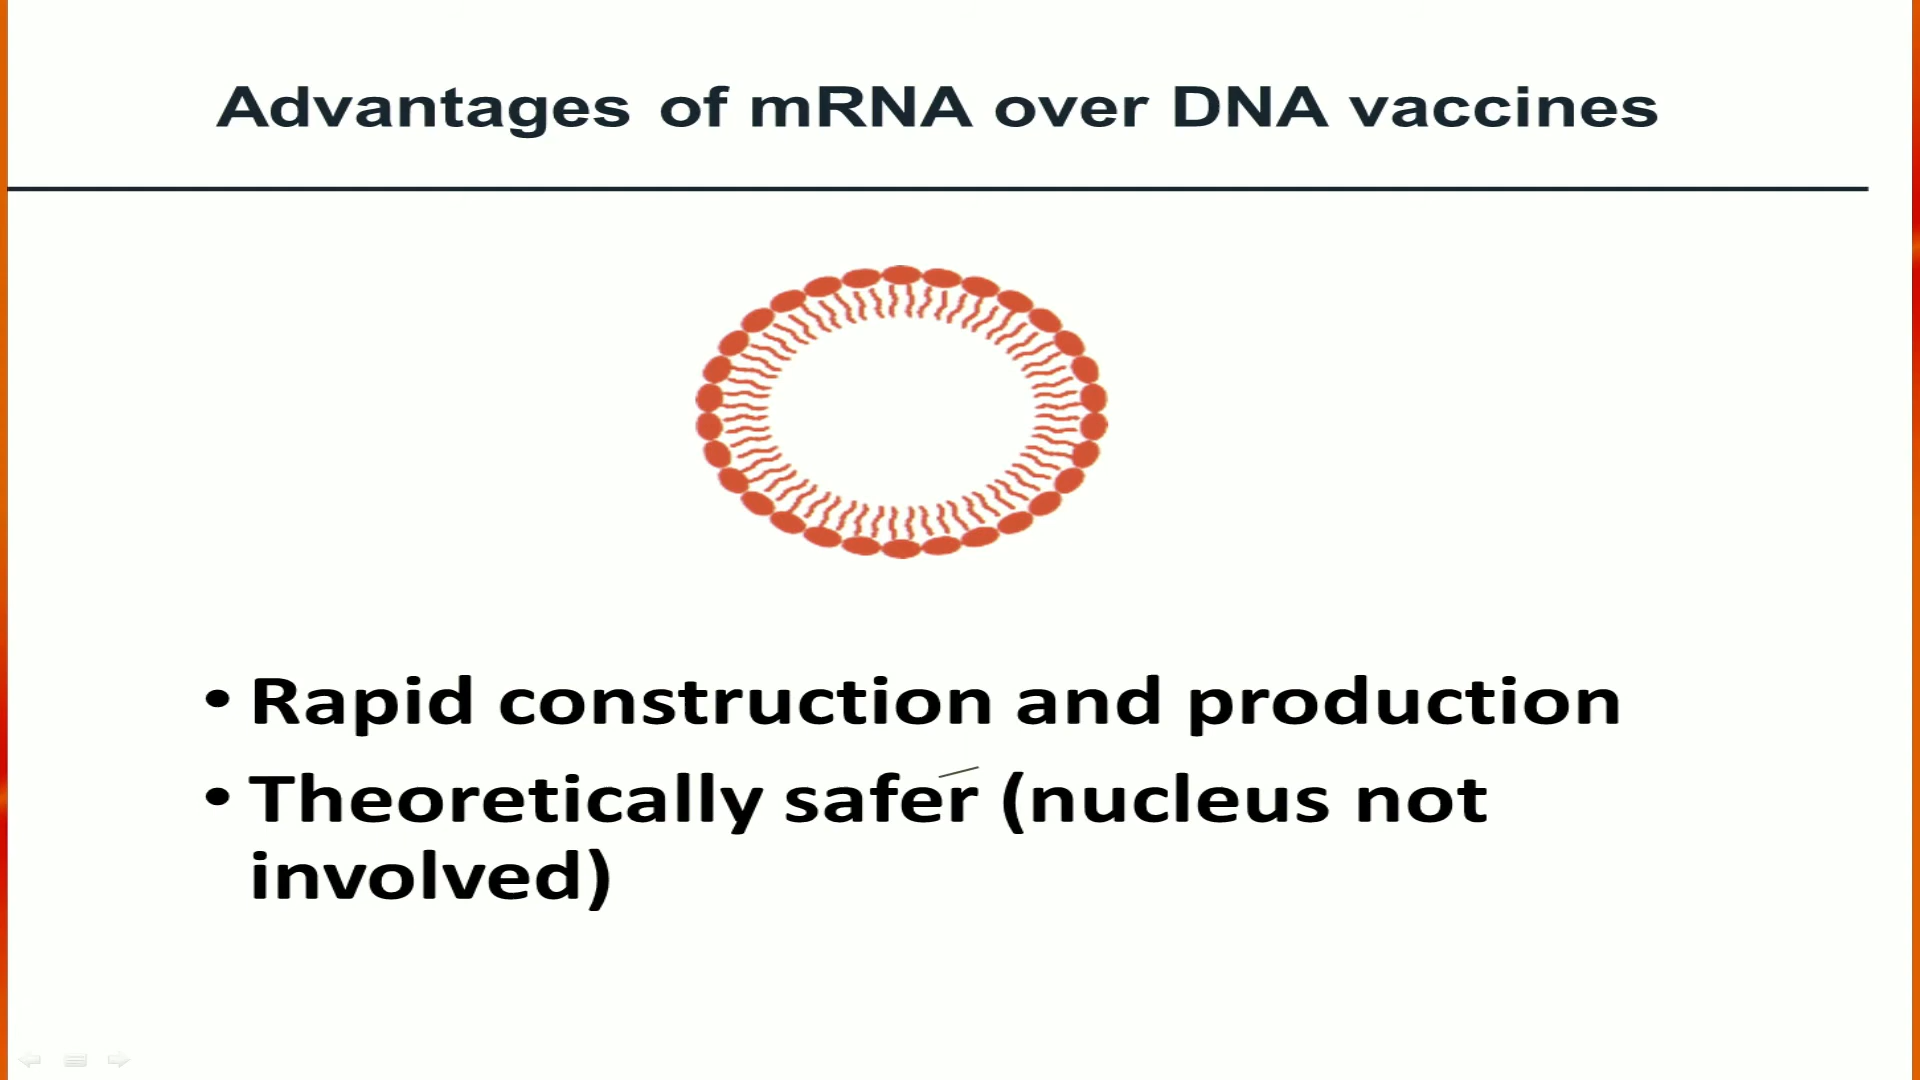 Advantages of mRNA over DNA vaccines
• Rapid construction and production
• Theoretically safer (nucleus not
involved)